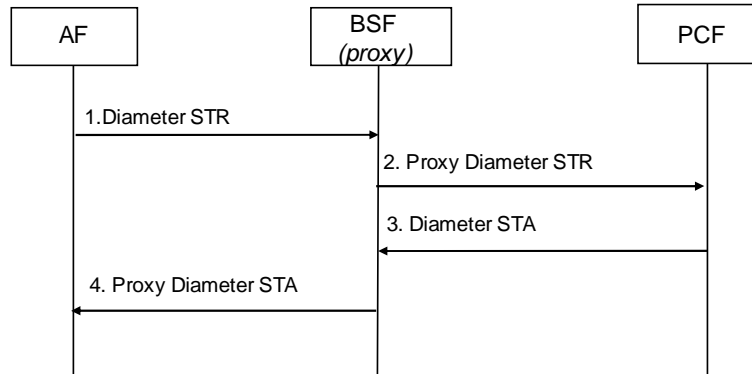 AF
BSF
(proxy)
PCF
1.Diameter STR
2. Proxy Diameter STR
3. Diameter STA
4. Proxy Diameter STA